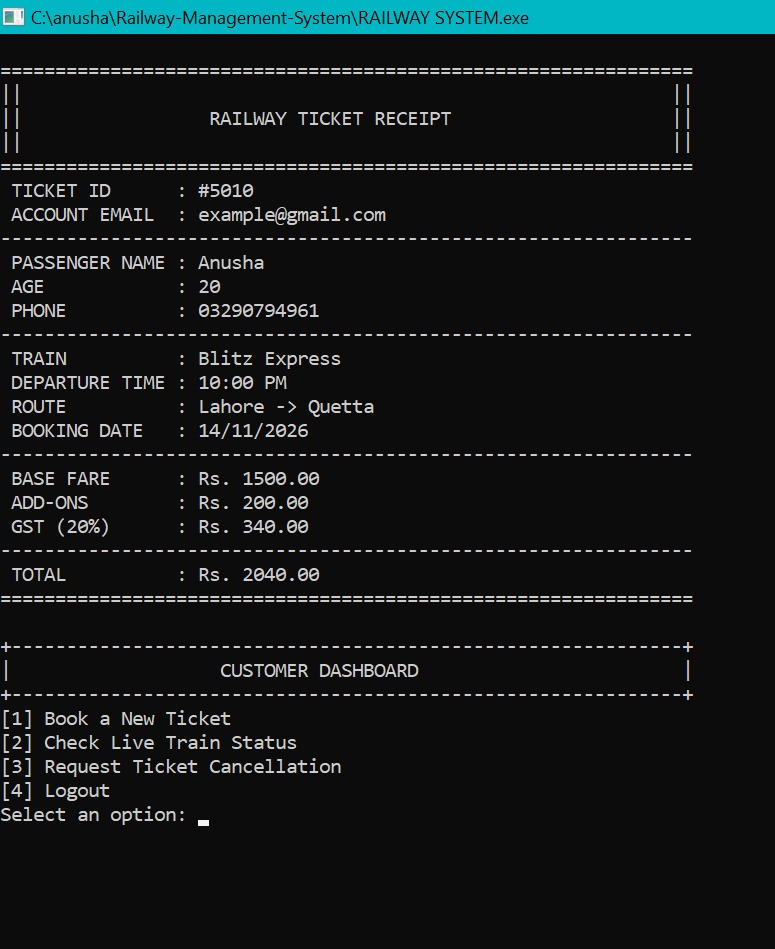 C:\anusha\Railway-Management-System\RAILWAY SYSTEM.exe
===============================================================
||                                                           ||
||                 RAILWAY TICKET RECEIPT                    ||
||                                                           ||
===============================================================
 TICKET ID      : #5010
 ACCOUNT EMAIL  : example@gmail.com
---------------------------------------------------------------
 PASSENGER NAME : Anusha
 AGE            : 20
 PHONE          : 03290794961
---------------------------------------------------------------
 TRAIN          : Blitz Express
 DEPARTURE TIME : 10:00 PM
 ROUTE          : Lahore -> Quetta
 BOOKING DATE   : 14/11/2026
---------------------------------------------------------------
 BASE FARE      : Rs. 1500.00
 ADD-ONS        : Rs. 200.00
 GST (20%)      : Rs. 340.00
---------------------------------------------------------------
 TOTAL          : Rs. 2040.00
===============================================================
+-------------------------------------------------------------+
|                   CUSTOMER DASHBOARD                        |
+-------------------------------------------------------------+
[1] Book a New Ticket
[2] Check Live Train Status
[3] Request Ticket Cancellation
[4] Logout
Select an option: